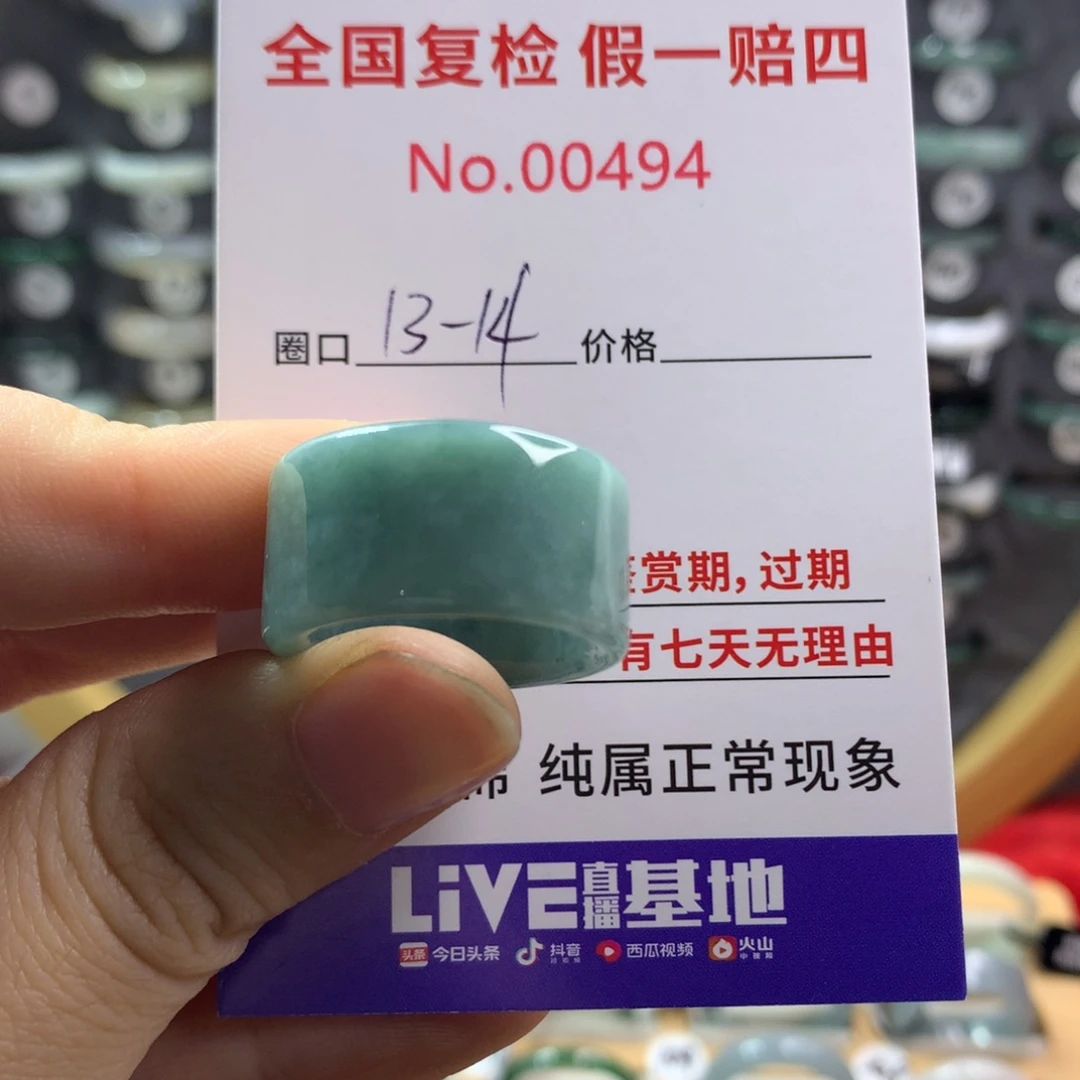 全国复检 假一赔四
No.00494
圈口 13-14 价格
鉴赏期，过期
有七天无理由
纯属正常现象
LiVE直播基地
头条 今日头条 抖音 西瓜视频 火山